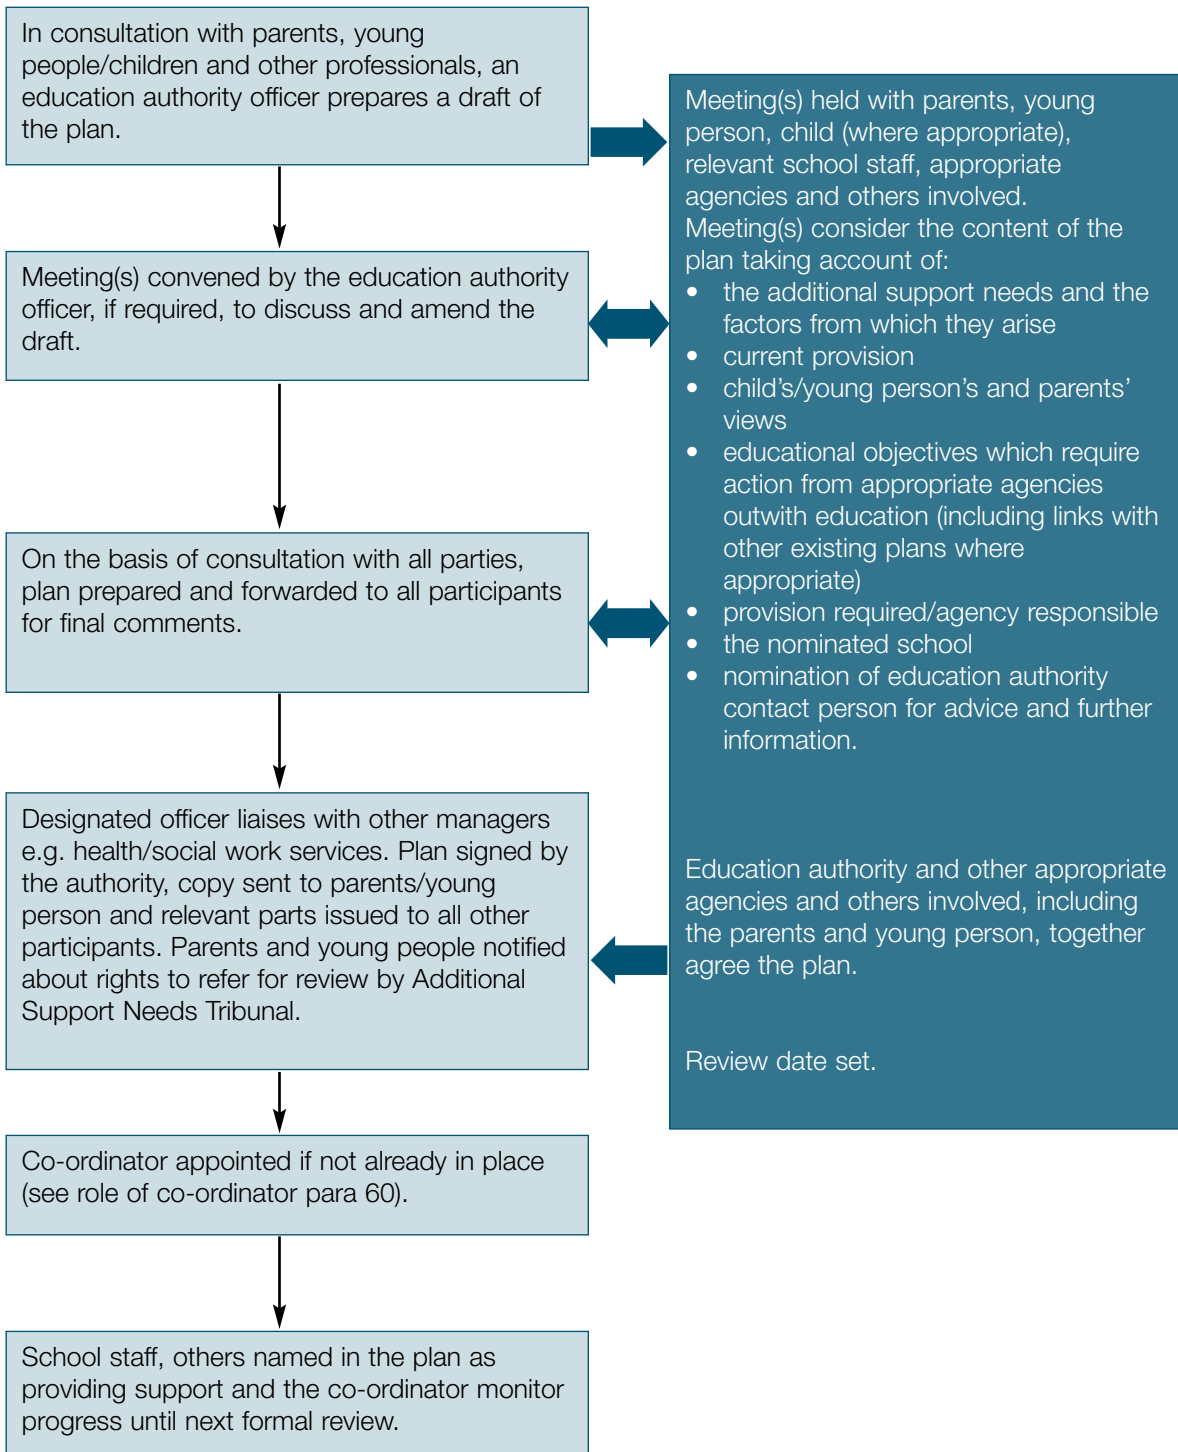 In consultation with parents, young
people/children and other professionals, an
education authority officer prepares a draft of
the plan.
Meeting(s) convened by the education authority
officer, if required, to discuss and amend the
draft.
On the basis of consultation with all parties,
plan prepared and forwarded to all participants
for final comments.
Designated officer liaises with other managers
e.g. health/social work services. Plan signed by
the authority, copy sent to parents/young
person and relevant parts issued to all other
participants. Parents and young people notified
about rights to refer for review by Additional
Support Needs Tribunal.
Co-ordinator appointed if not already in place
(see role of co-ordinator para 60).
School staff, others named in the plan as
providing support and the co-ordinator monitor
progress until next formal review.
Meeting(s) held with parents, young
person, child (where appropriate),
relevant school staff, appropriate
agencies and others involved.
Meeting(s) consider the content of the
plan taking account of:
• the additional support needs and the
factors from which they arise
• current provision
• child’s/young person’s and parents’
views
• educational objectives which require
action from appropriate agencies
outwith education (including links with
other existing plans where
appropriate)
• provision required/agency responsible
• the nominated school
• nomination of education authority
contact person for advice and further
information.
Education authority and other appropriate
agencies and others involved, including
the parents and young person, together
agree the plan.
Review date set.